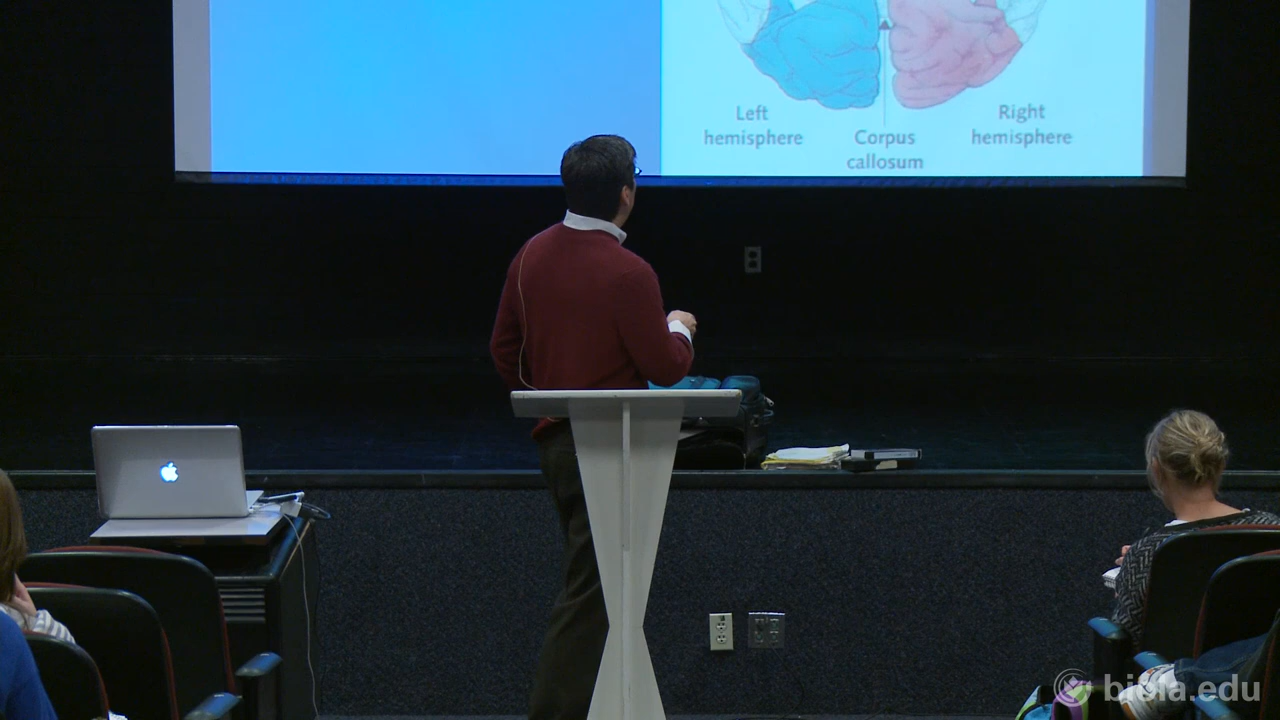 Left
hemisphere
Corpus
callosum
Right
hemisphere
biola.edu